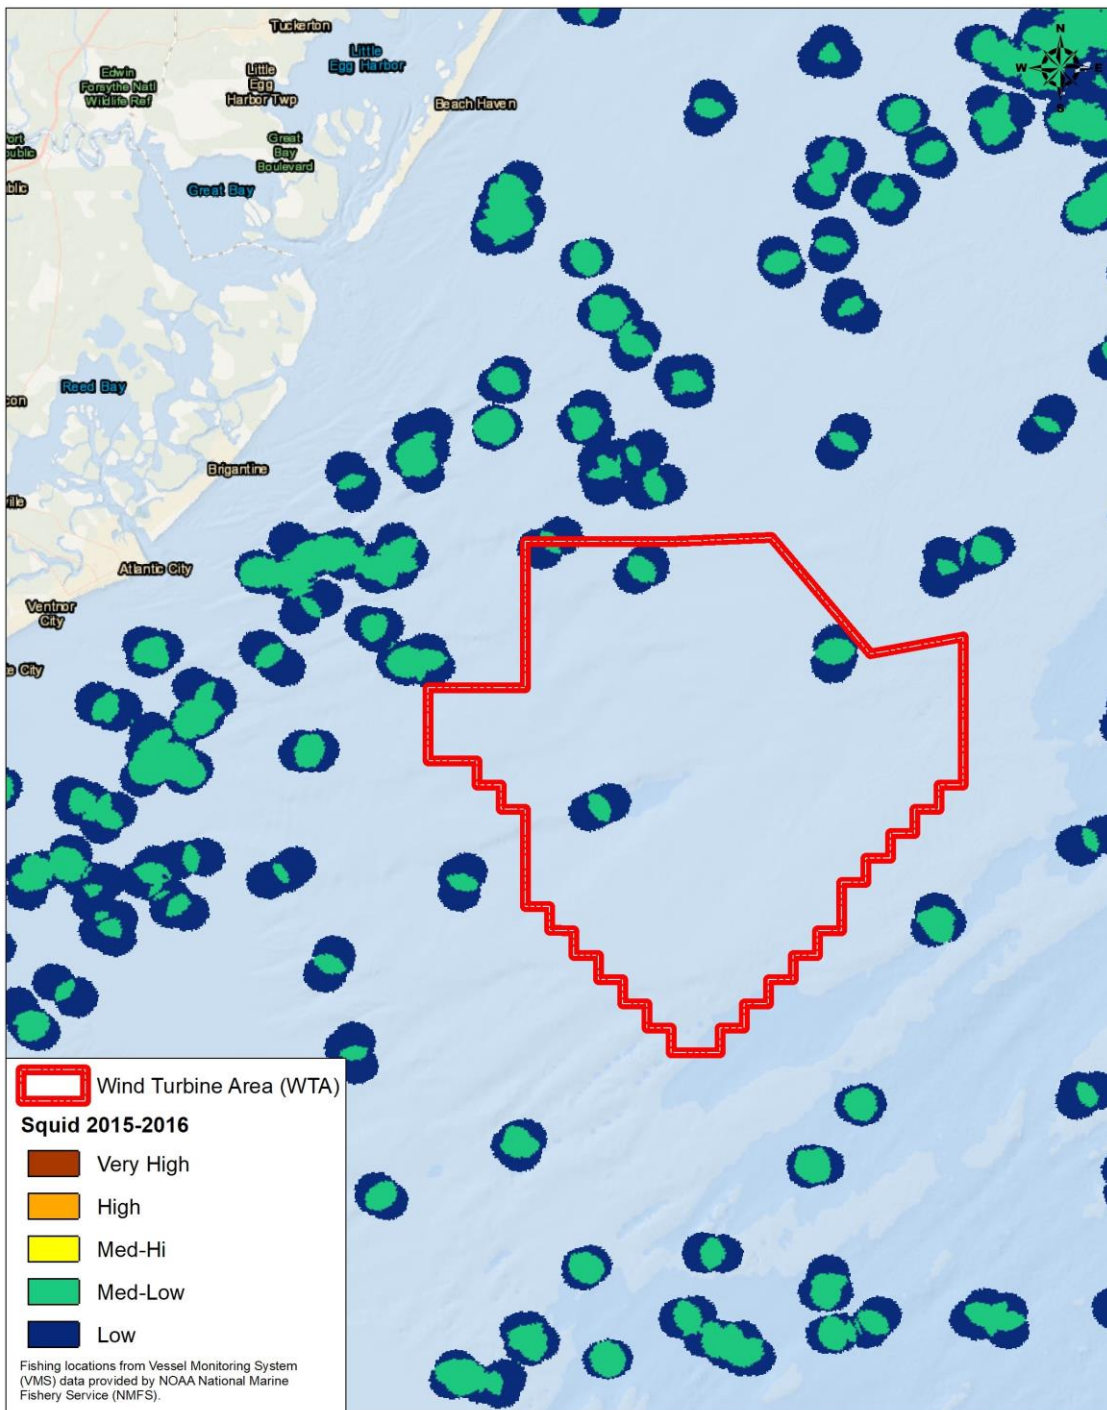 Tuckerton
Little
Egg Harbor
N
W E
S
Edwin
Forsythe Natl
Wildlife Ref
Little
Egg
Harbor Twp
Beach Haven
Great
Bay
Boulevard
Great Bay
Reed Bay
Brigantine
Atlantic City
Ventnor
City
Wind Turbine Area (WTA)
Squid 2015-2016
Very High
High
Med-Hi
Med-Low
Low
Fishing locations from Vessel Monitoring System
(VMS) data provided by NOAA National Marine
Fishery Service (NMFS).